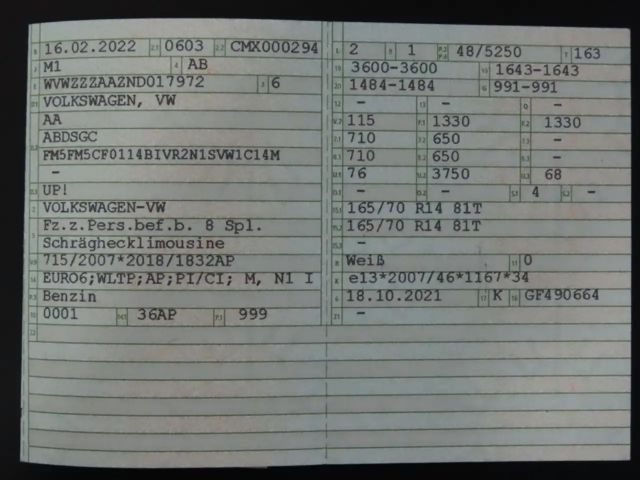 16.02.2022 0603 CMX000294
M1 AB
WVWZZZAAZND017972 6
VOLKSWAGEN, VW
AA
ABDSGC
FM5FM5CF0114BIVR2N1SVW1C14M
-
UP!
VOLKSWAGEN-VW
Fz.z.Pers.bef.b. 8 Spl.
Schräghecklimousine
715/2007*2018/1832AP
EURO6;WLTP;AP;PI/CI; M, N1 I
Benzin
0001 36AP 999
2 1 48/5250 163
3600-3600 1643-1643
1484-1484 991-991
- - -
115 1330 1330
710 650 -
710 650 -
76 3750 68
- - 4 -
165/70 R14 81T
165/70 R14 81T
-
Weiß 0
e13*2007/46*1167*34
18.10.2021 K GF490664
-